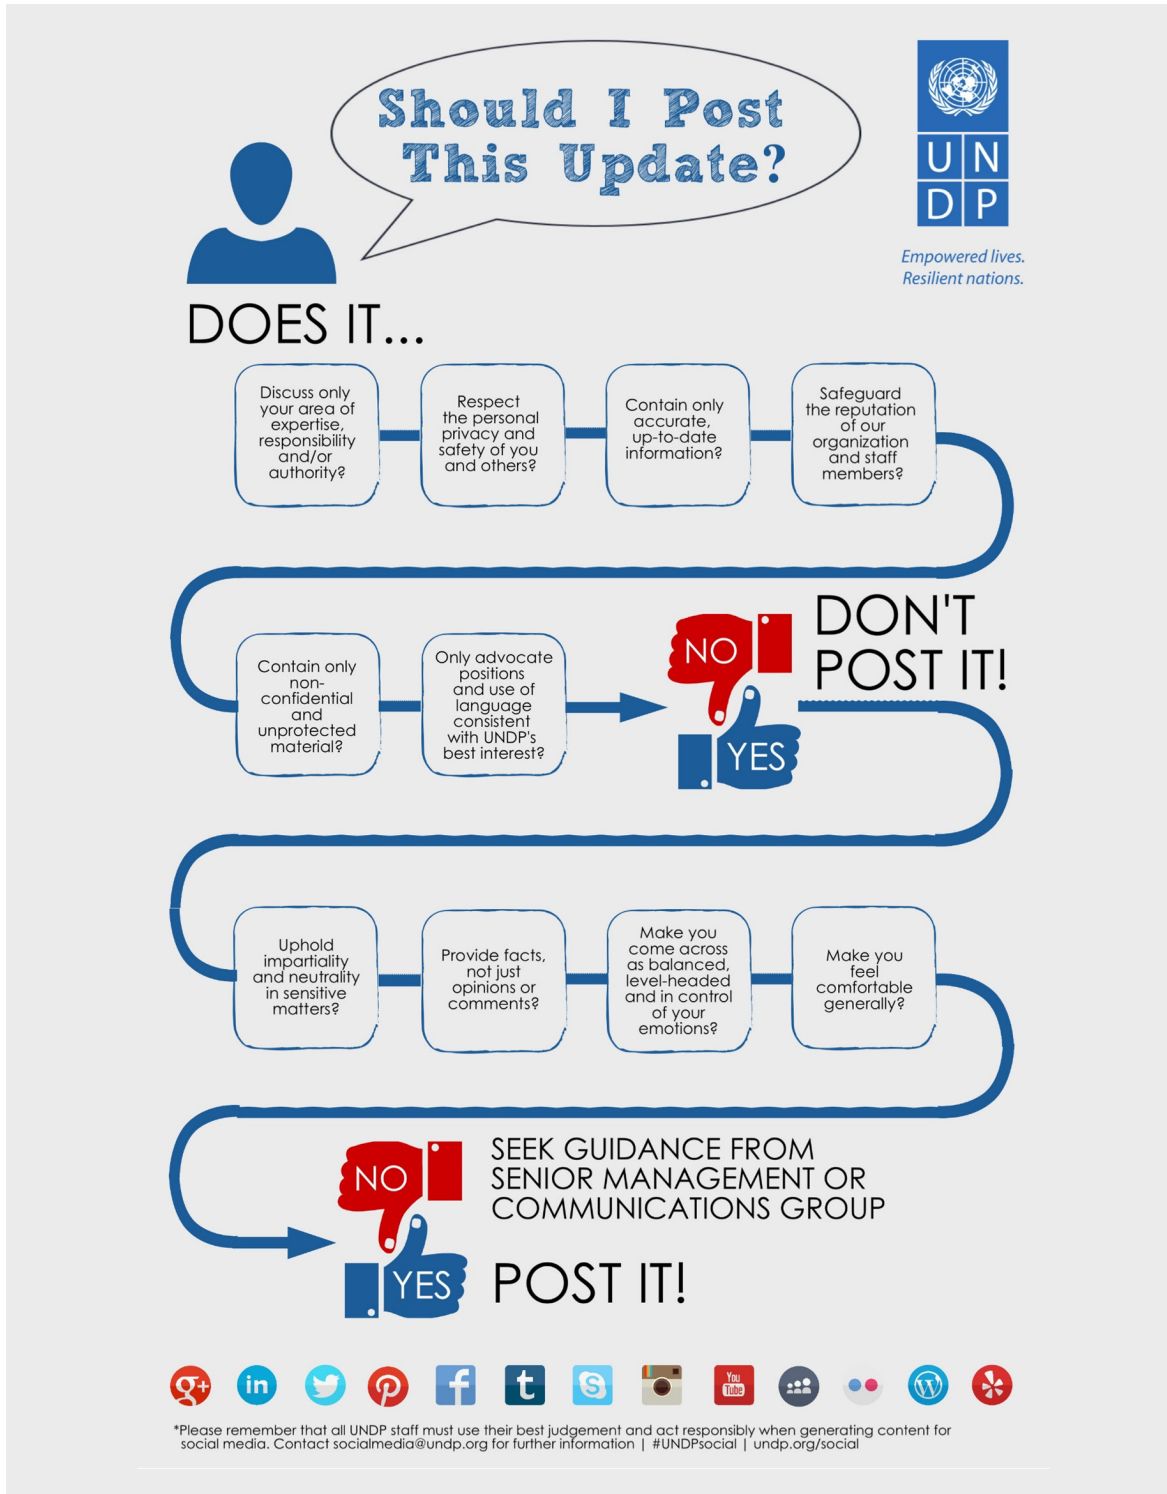 Should I Post
This Update?
U N
D P
Empowered lives.
Resilient nations.
DOES IT...
Discuss only
your area of
expertise,
responsibility
and/or
authority?
Respect
the personal
privacy and
safety of you
and others?
Contain only
accurate,
up-to-date
information?
Safeguard
the reputation
of our
organization
and staff
members?
Contain only
non-
confidential
and
unprotected
material?
Only advocate
positions
and use of
language
consistent
with UNDP's
best interest?
NO
DON'T
POST IT!
YES
Uphold
impartiality
and neutrality
in sensitive
matters?
Provide facts,
not just
opinions or
comments?
Make you
come across
as balanced,
level-headed
and in control
of your
emotions?
Make you
feel
comfortable
generally?
NO
SEEK GUIDANCE FROM
SENIOR MANAGEMENT OR
COMMUNICATIONS GROUP
YES
POST IT!
g+
in
f
t
S
You
Tube
W
*Please remember that all UNDP staff must use their best judgement and act responsibly when generating content for
social media. Contact socialmedia@undp.org for further information | #UNDPsocial | undp.org/social